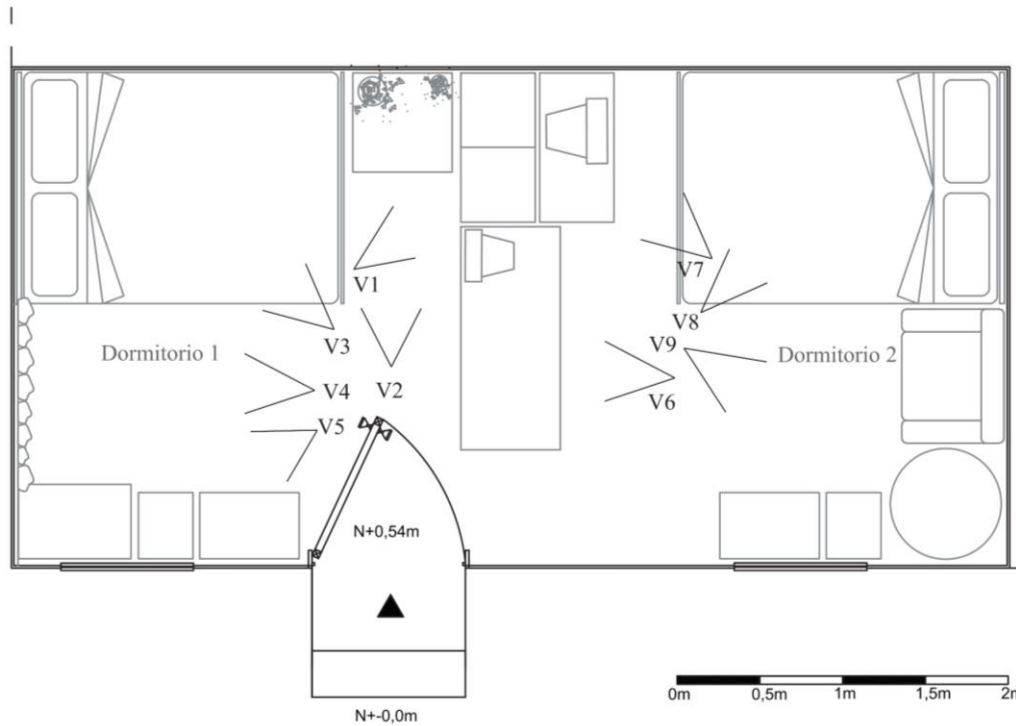 V1
V7
V8
V3
V9
Dormitorio 1
Dormitorio 2
V4
V2
V6
V5
N+0,54m
0m 0,5m 1m 1,5m 2m
N+-0,0m